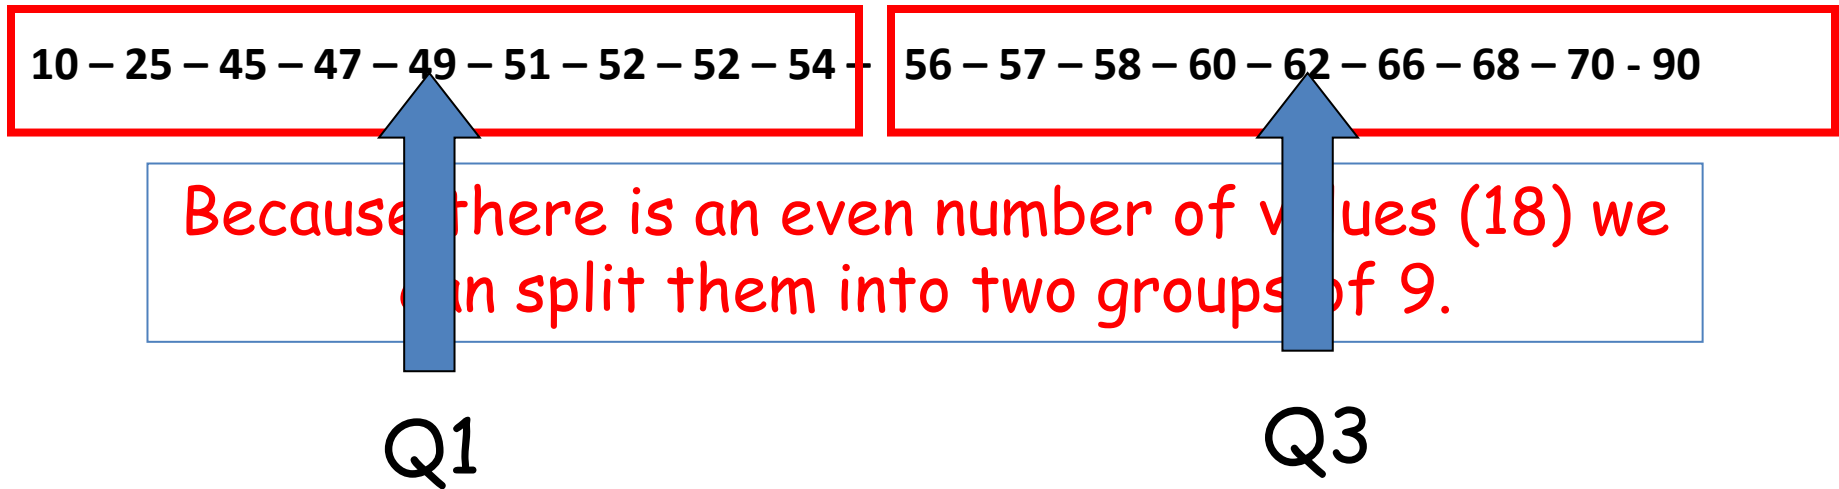 10 – 25 – 45 – 47 – 49 – 51 – 52 – 52 – 54 – 56 – 57 – 58 – 60 – 62 – 66 – 68 – 70 - 90
Because there is an even number of values (18) we
can split them into two groups of 9.
Q1 Q3